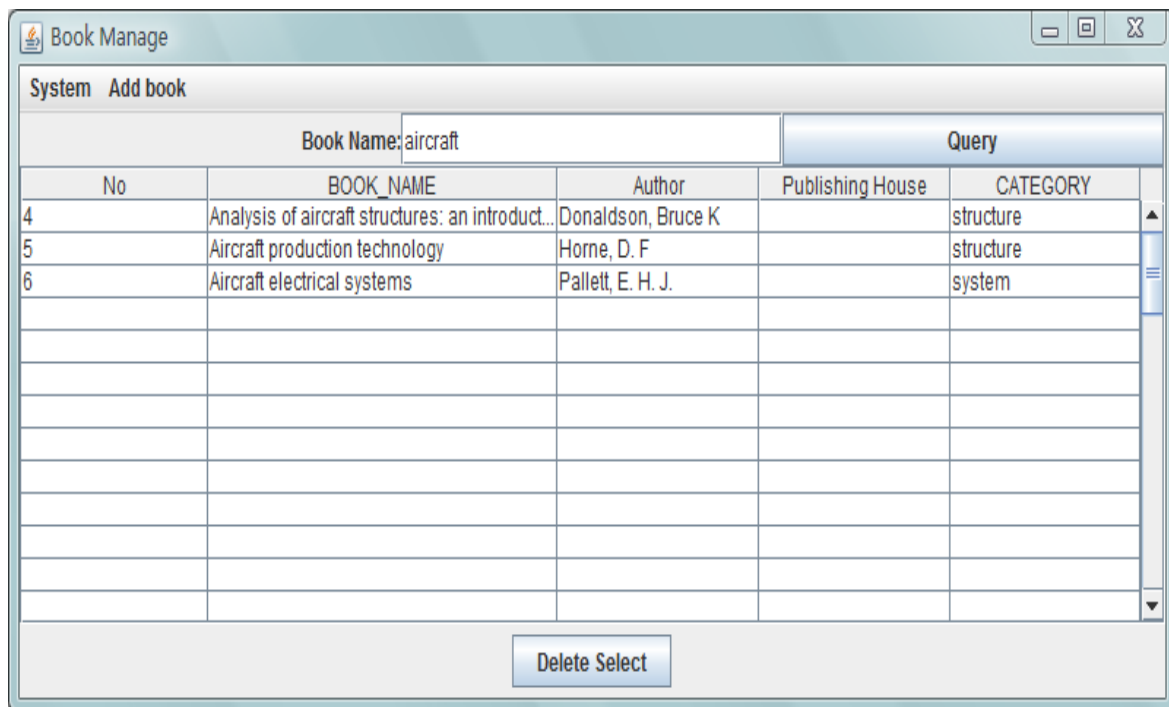 Book Manage
System Add book
Book Name: aircraft Query
No BOOK_NAME Author Publishing House CATEGORY
4 Analysis of aircraft structures: an introduct... Donaldson, Bruce K structure
5 Aircraft production technology Horne, D. F structure
6 Aircraft electrical systems Pallett, E. H. J. system
Delete Select